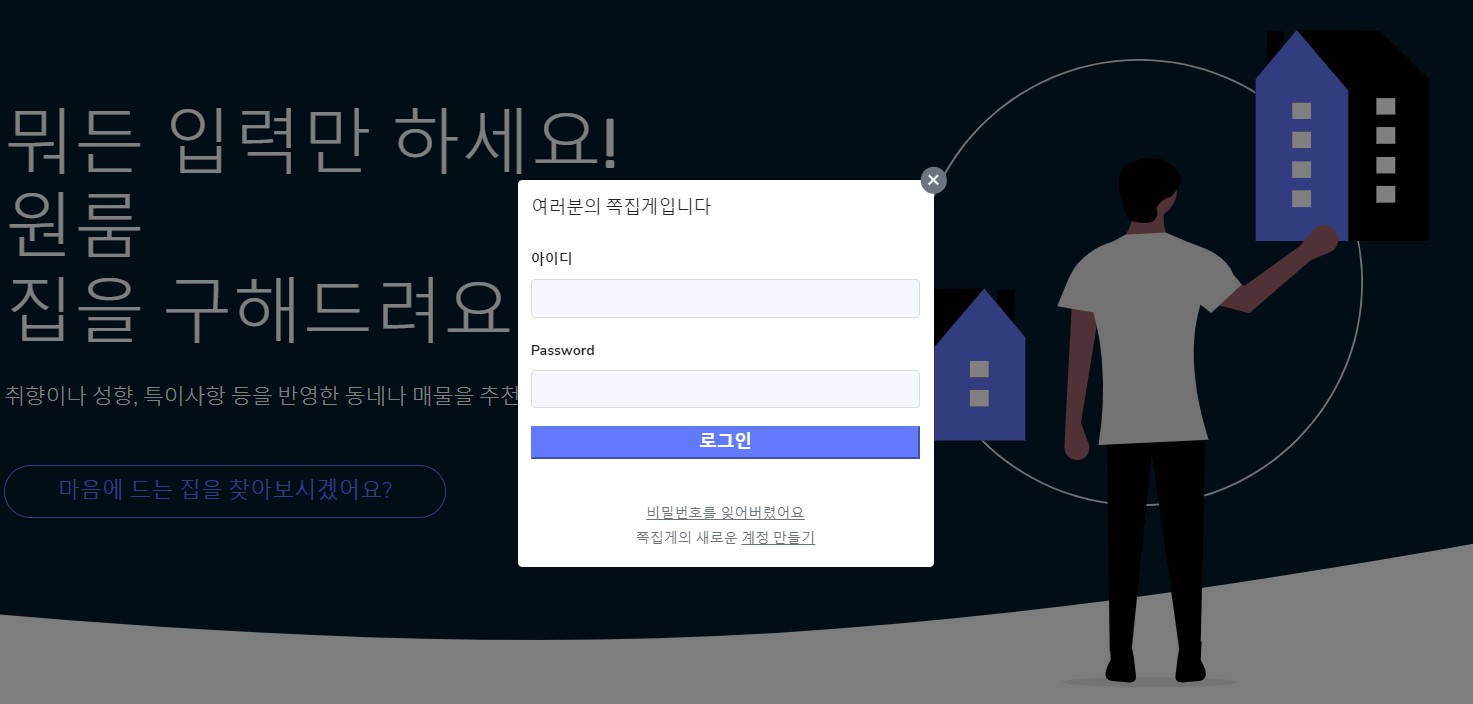 뭐든 입력만 하세요!
원룸
집을 구해드려요
취향이나 성향, 특이사항 등을 반영한 동네나 매물을 추천
마음에 드는 집을 찾아보시겠어요?
여러분의 쪽집게입니다
아이디
Password
로그인
비밀번호를 잊어버렸어요
쪽집게의 새로운 계정 만들기